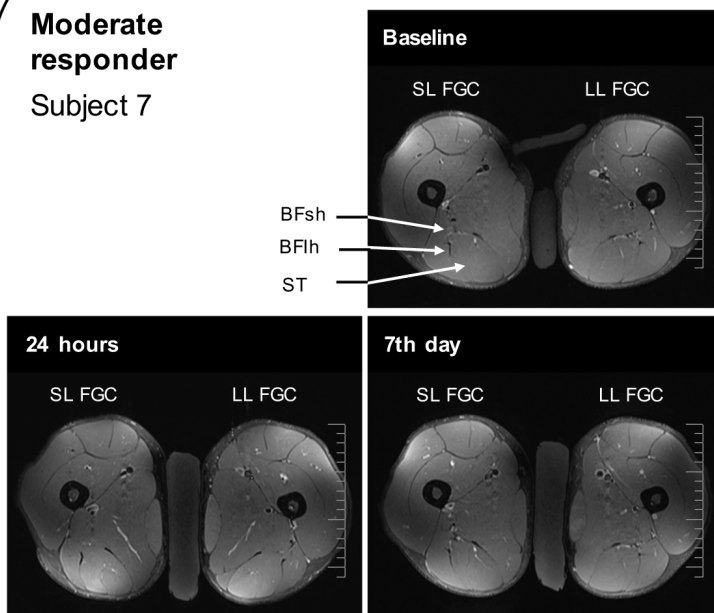 Moderate
responder
Subject 7
Baseline
SL FGC
LL FGC
BFsh
BFlh
ST
24 hours
SL FGC
LL FGC
7th day
SL FGC
LL FGC